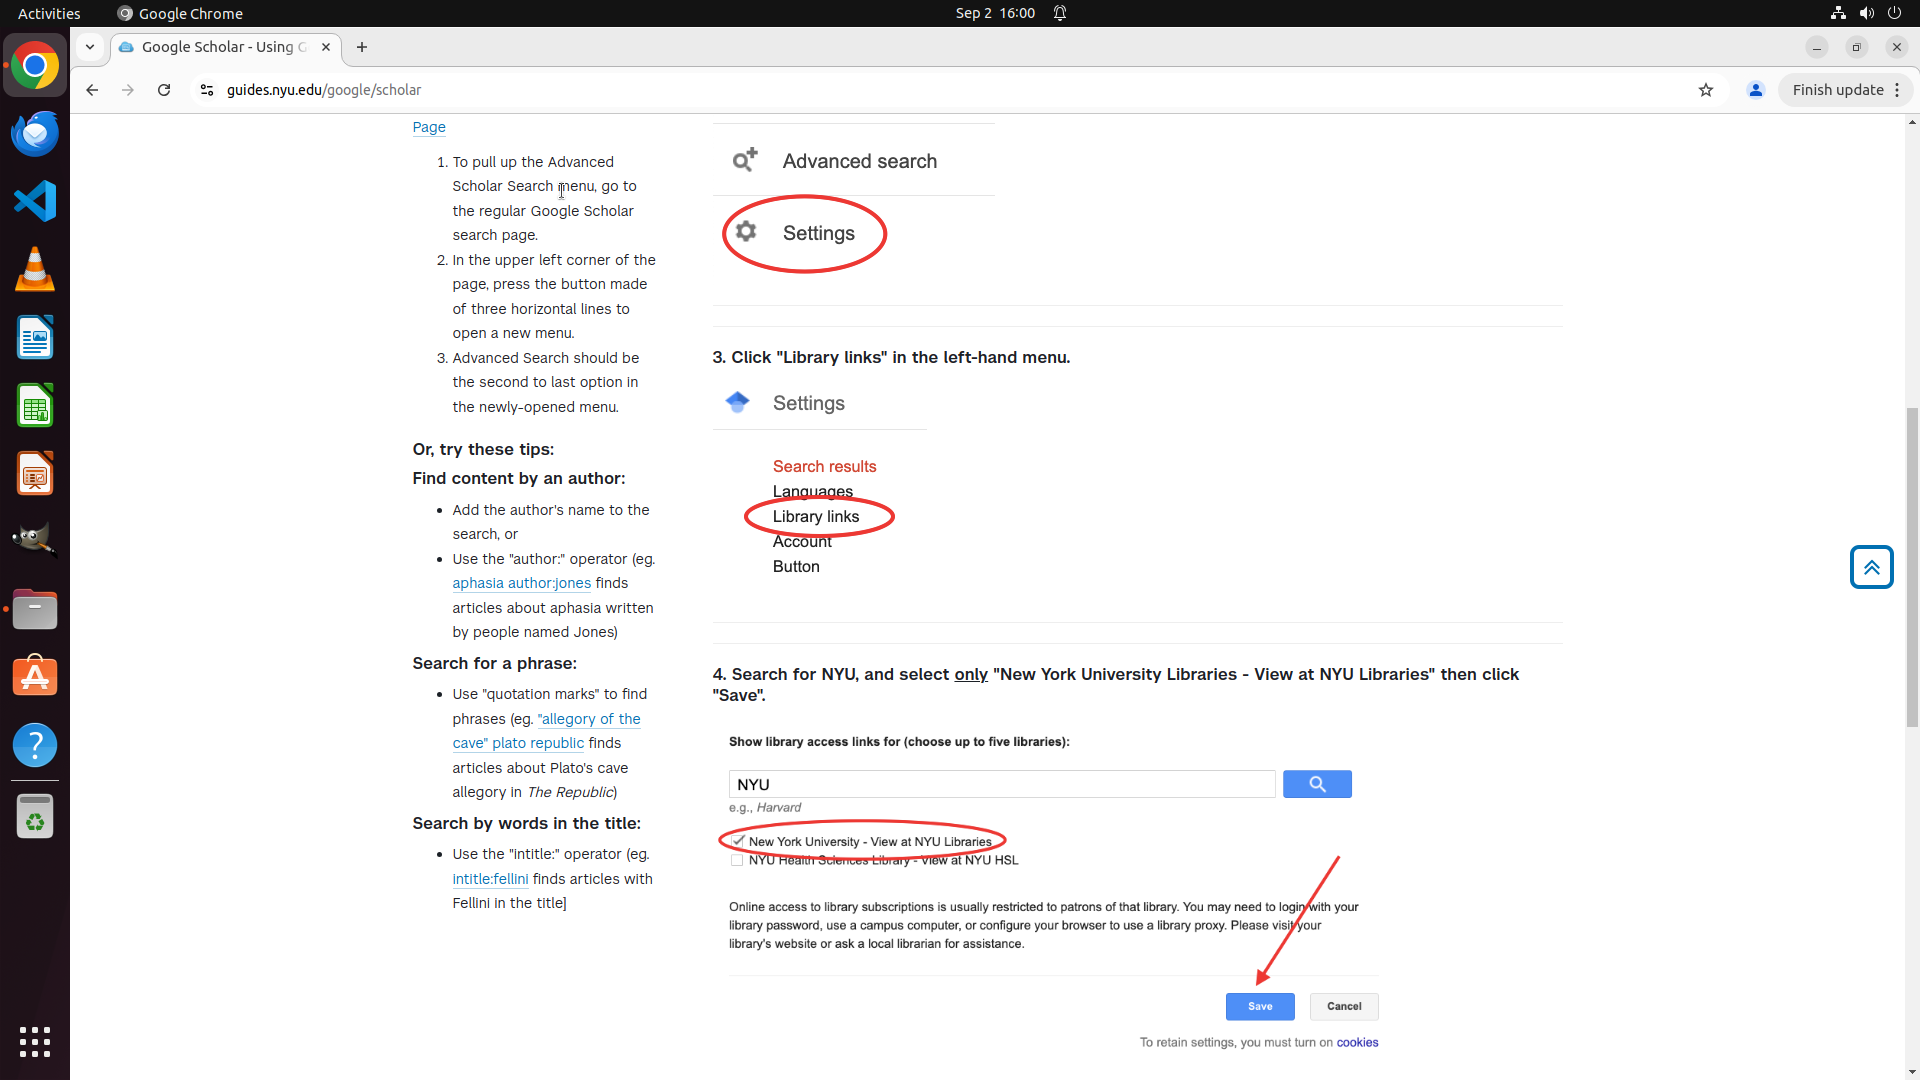 Activities
Google Chrome
Sep 2 16:00
Google Scholar - Using G
guides.nyu.edu/google/scholar
Finish update
Page
1. To pull up the Advanced
Scholar Search menu, go to
the regular Google Scholar
search page.
2. In the upper left corner of the
page, press the button made
of three horizontal lines to
open a new menu.
3. Advanced Search should be
the second to last option in
the newly-opened menu.
Or, try these tips:
Find content by an author:
• Add the author's name to the
search, or
• Use the "author:" operator (eg.
aphasia author:jones finds
articles about aphasia written
by people named Jones)
Search for a phrase:
• Use "quotation marks" to find
phrases (eg. "allegory of the
cave" plato republic finds
articles about Plato's cave
allegory in The Republic)
Search by words in the title:
• Use the "intitle:" operator (eg.
intitle:fellini finds articles with
Fellini in the title]
Advanced search
Settings
3. Click "Library links" in the left-hand menu.
Settings
Search results
Languages
Library links
Account
Button
4. Search for NYU, and select only "New York University Libraries - View at NYU Libraries" then click
"Save".
Show library access links for (choose up to five libraries):
NYU
e.g., Harvard
New York University - View at NYU Libraries
NYU Health Sciences Library - View at NYU HSL
Online access to library subscriptions is usually restricted to patrons of that library. You may need to login with your
library password, use a campus computer, or configure your browser to use a library proxy. Please visit your
library's website or ask a local librarian for assistance.
Save
Cancel
To retain settings, you must turn on cookies